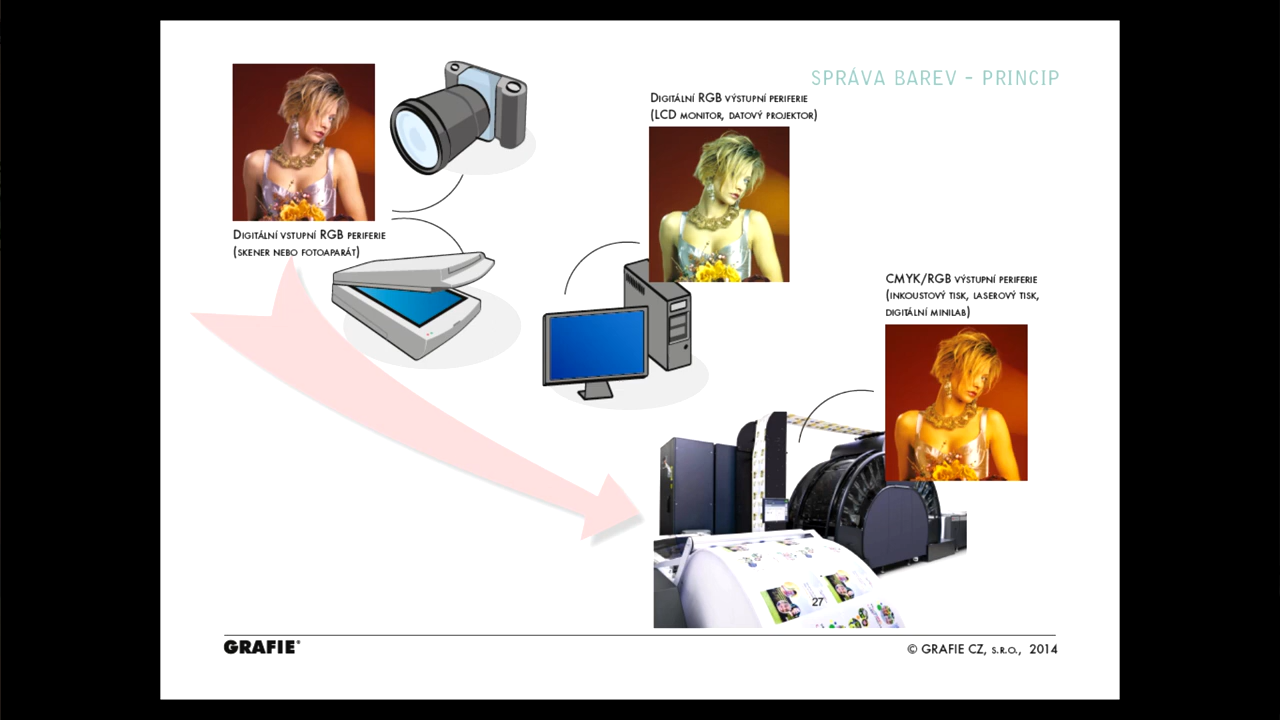 SPRÁVA BAREV - PRINCIP
Digitální RGB výstupní periferie
(LCD monitor, datový projektor)
Digitální vstupní RGB periferie
(skener nebo fotoaparát)
CMYK/RGB výstupní periferie
(inkoustový tisk, laserový tisk,
digitální minilab)
27
GRAFIE®
© GRAFIE CZ, s.r.o., 2014